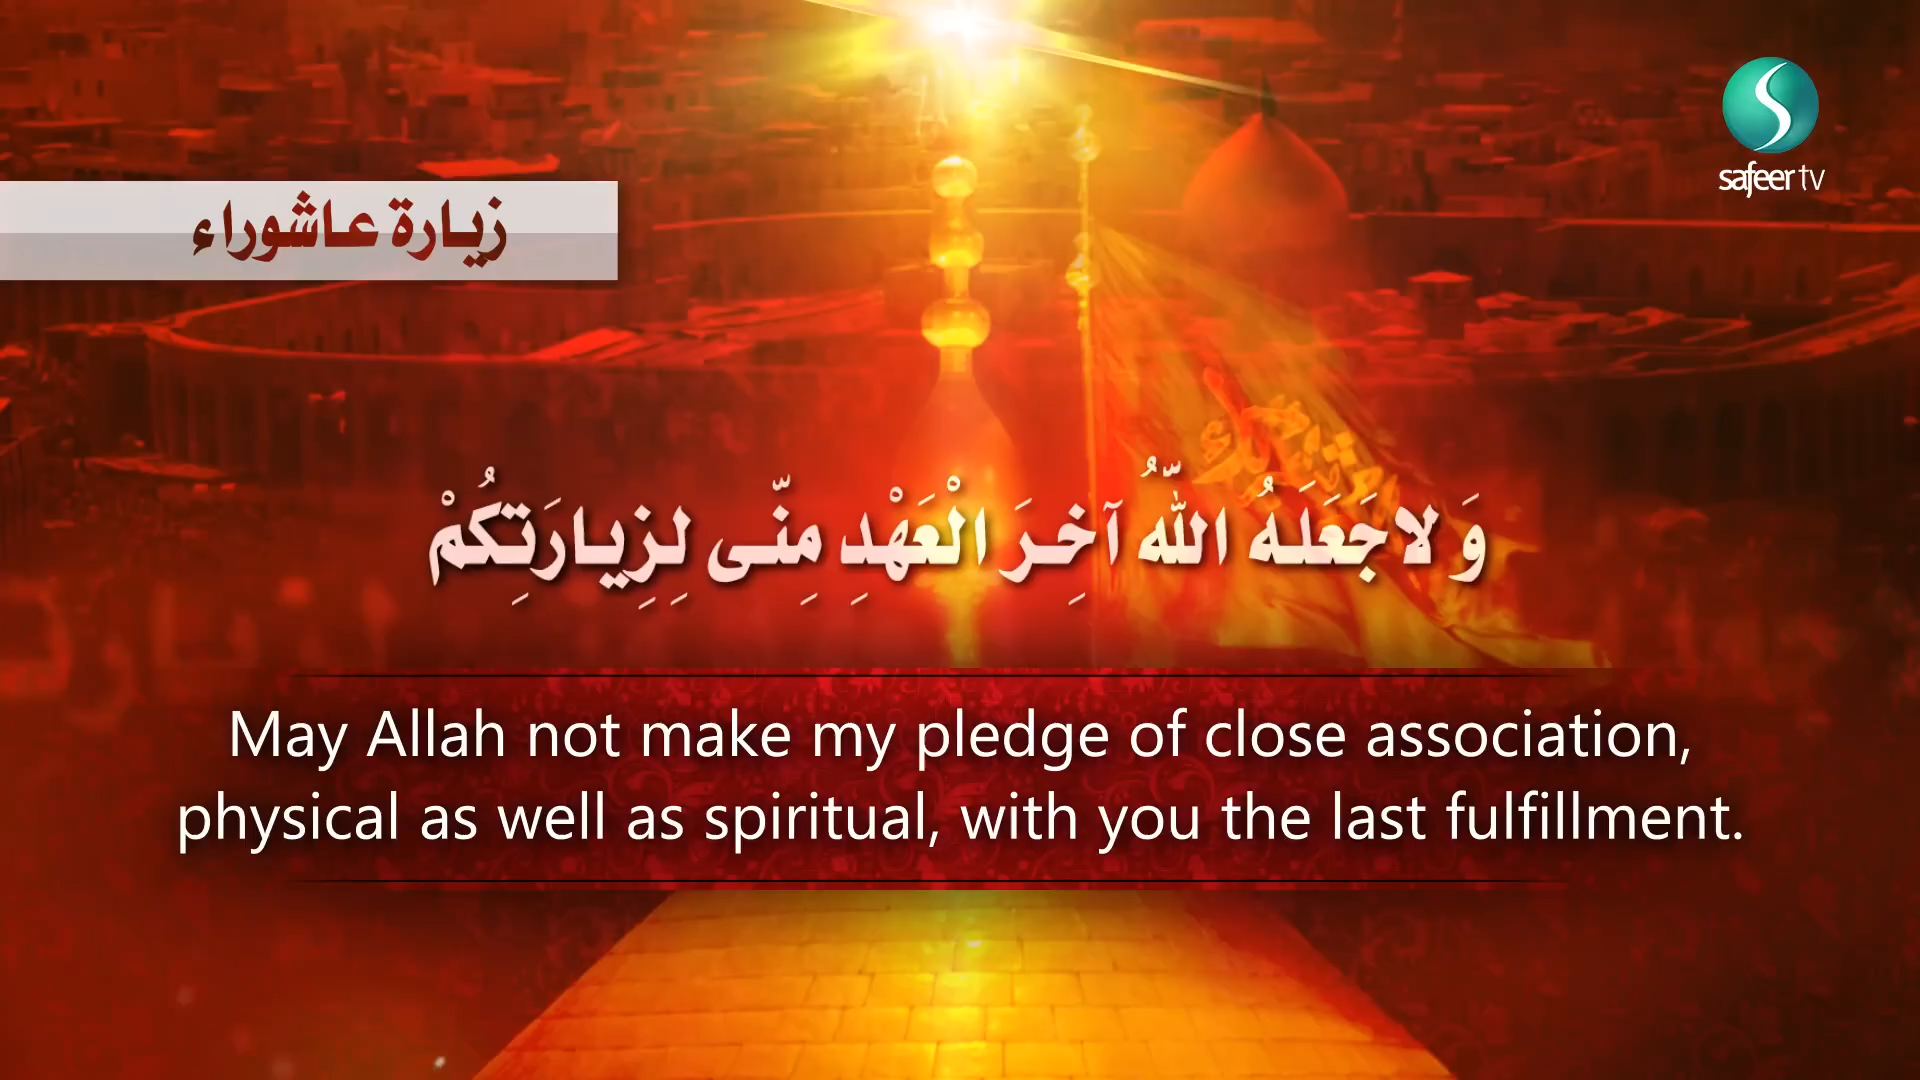 safeer tv
زيارة عاشوراء
وَ لاجَعَلَهُ اللّٰهُ آخِرَ الْعَهْدِ مِنّى لِزِيارَتِكُمْ
May Allah not make my pledge of close association,
physical as well as spiritual, with you the last fulfillment.